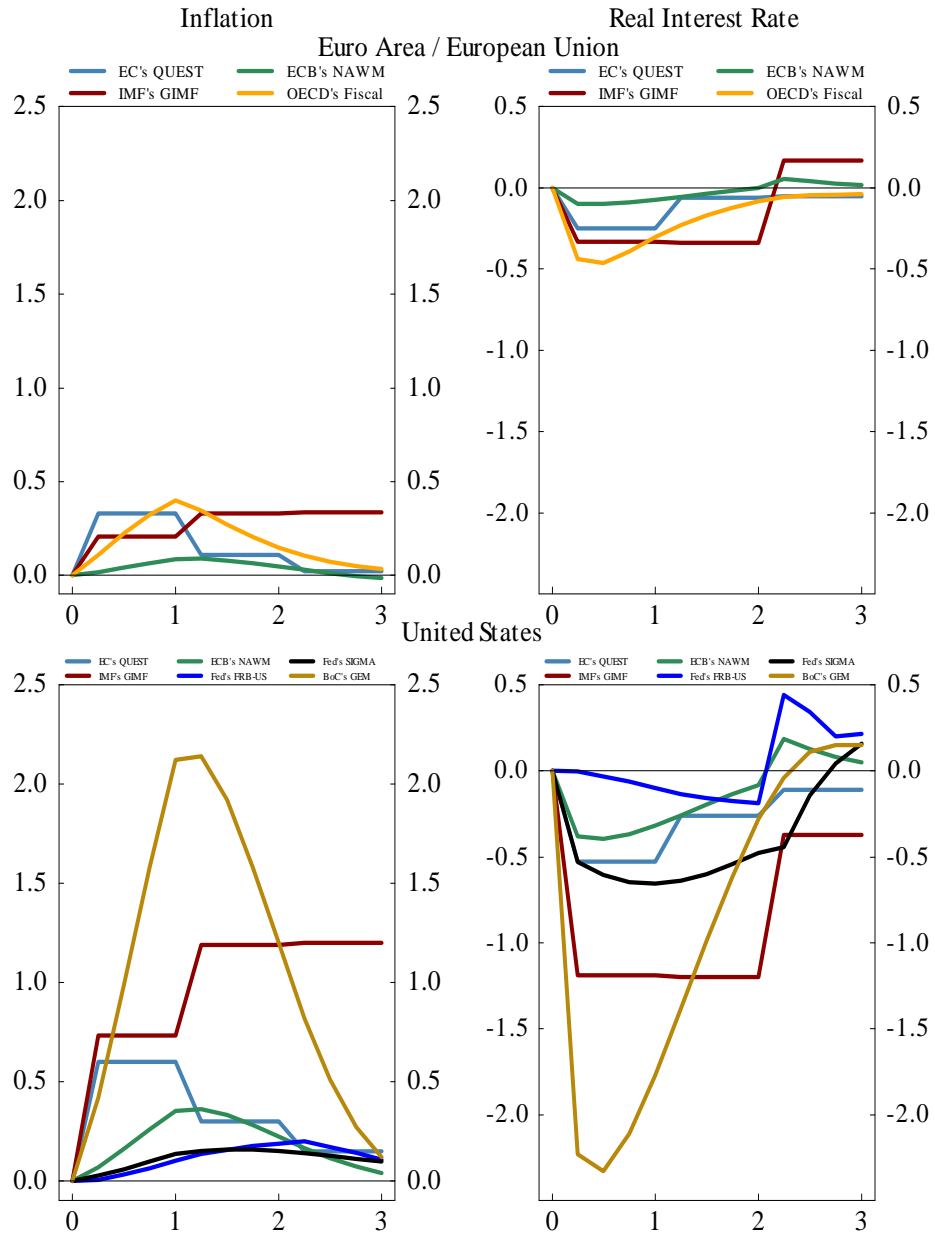 Inflation Real Interest Rate
Euro Area / European Union
EC's QUEST ECB's NAWM EC's QUEST ECB's NAWM
IMF's GIMF OECD's Fiscal IMF's GIMF OECD's Fiscal
2.5 2.5 0.5 0.5
2.0 2.0 0.0 0.0
1.5 1.5 -0.5 -0.5
1.0 1.0 -1.0 -1.0
0.5 0.5 -1.5 -1.5
0.0 0.0 -2.0 -2.0
0 1 2 3 0 1 2 3
United States
EC's QUEST ECB's NAWM Fed's SIGMA EC's QUEST ECB's NAWM Fed's SIGMA
IMF's GIMF Fed's FRB-US BoC's GEM IMF's GIMF Fed's FRB-US BoC's GEM
2.5 2.5 0.5 0.5
2.0 2.0 0.0 0.0
1.5 1.5 -0.5 -0.5
1.0 1.0 -1.0 -1.0
0.5 0.5 -1.5 -1.5
0.0 0.0 -2.0 -2.0
0 1 2 3 0 1 2 3